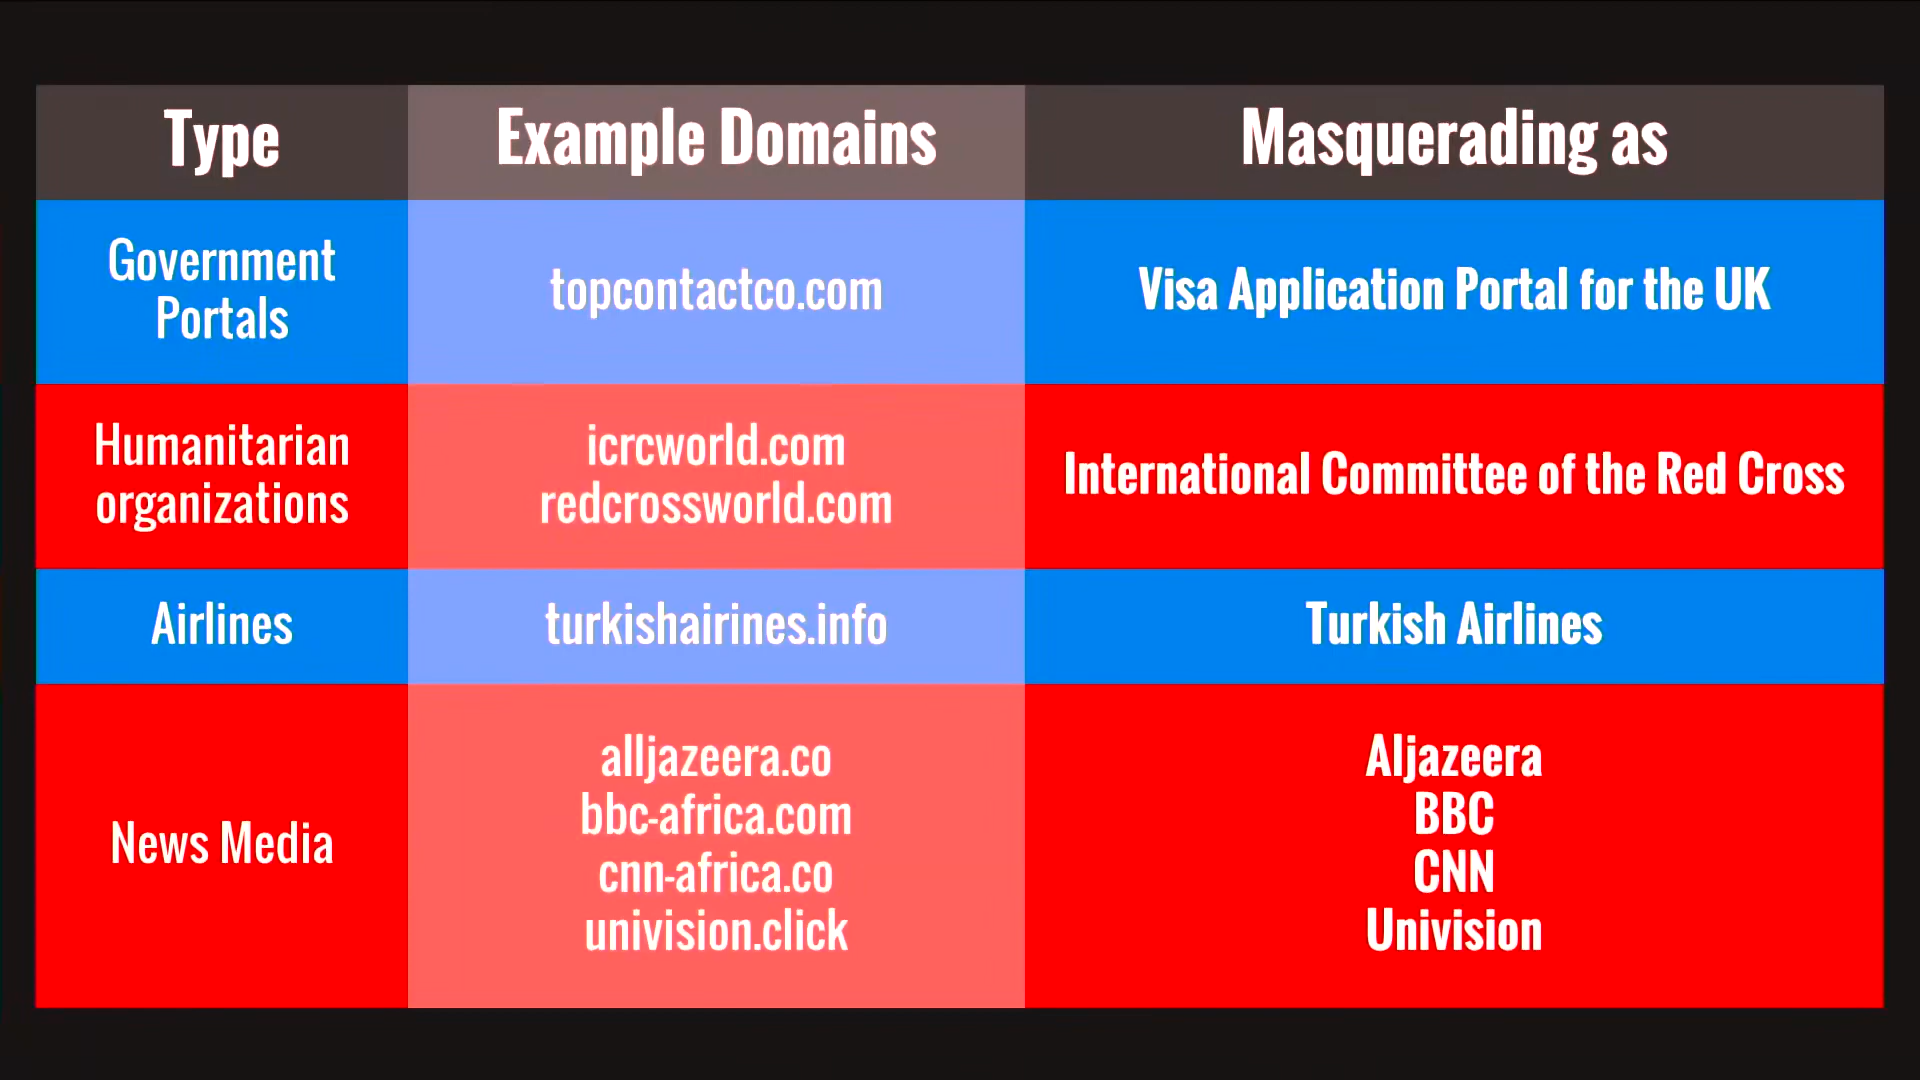 Type
Example Domains
Masquerading as
Government
Portals
topcontactco.com
Visa Application Portal for the UK
Humanitarian
organizations
icrcworld.com
redcrossworld.com
International Committee of the Red Cross
Airlines
turkishairines.info
Turkish Airlines
News Media
alljazeera.co
bbc-africa.com
cnn-africa.co
univision.click
Aljazeera
BBC
CNN
Univision